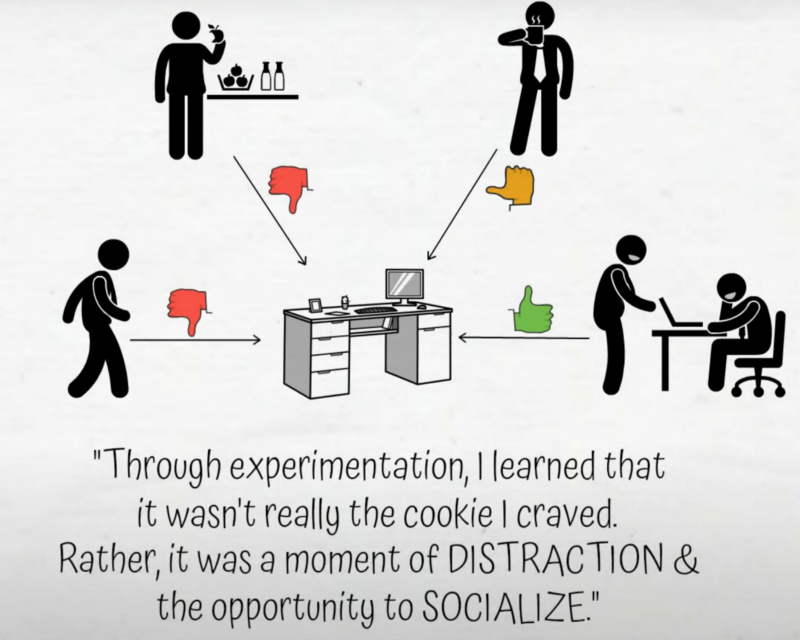 "Through experimentation, I learned that
it wasn't really the cookie I craved.
Rather, it was a moment of DISTRACTION &
the opportunity to SOCIALIZE."